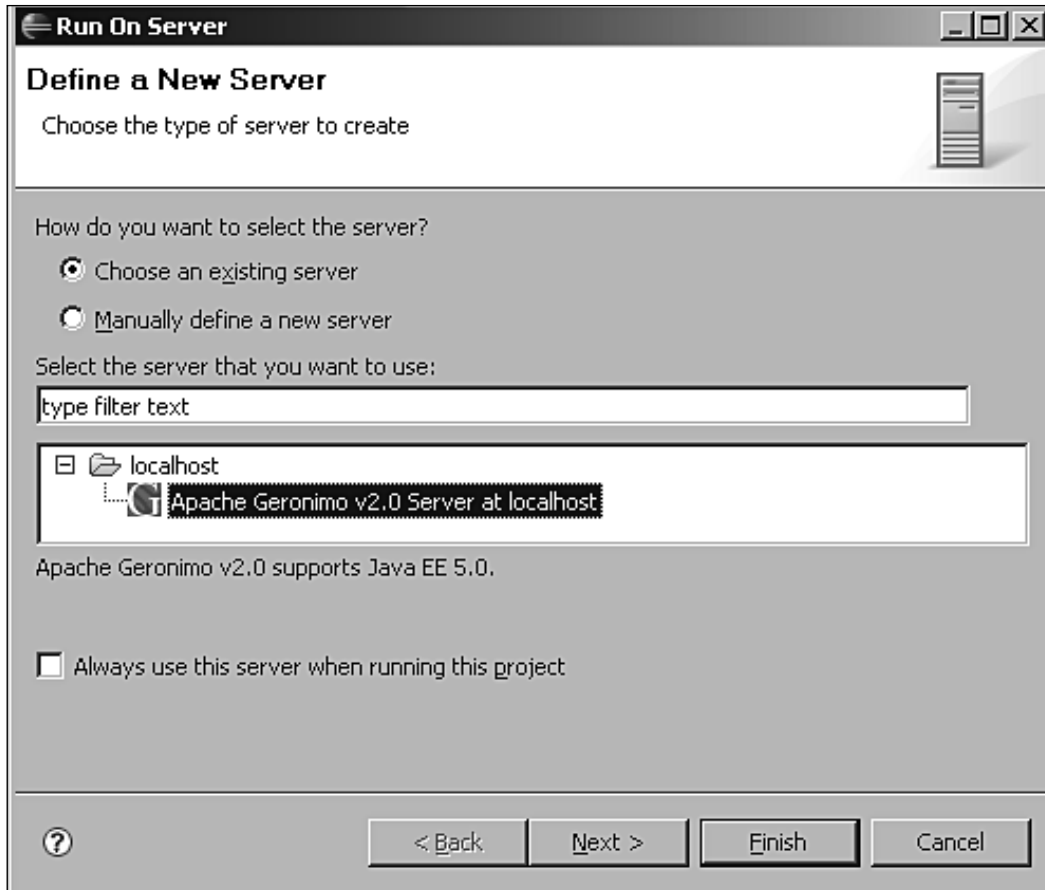 Run On Server
Define a New Server
Choose the type of server to create
How do you want to select the server?
Choose an existing server
Manually define a new server
Select the server that you want to use:
type filter text
localhost
Apache Geronimo v2.0 Server at localhost
Apache Geronimo v2.0 supports Java EE 5.0.
Always use this server when running this project
?
< Back
Next >
Finish
Cancel